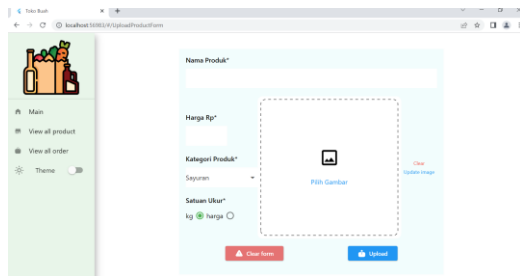 Toko Buah
localhost:56983/#/UploadProductForm
Main
View all product
View all order
Theme
Nama Produk*
Harga Rp*
Kategori Produk*
Sayuran
Satuan Ukur*
kg harga
Pilih Gambar
Clear
Update image
Clear form
Upload